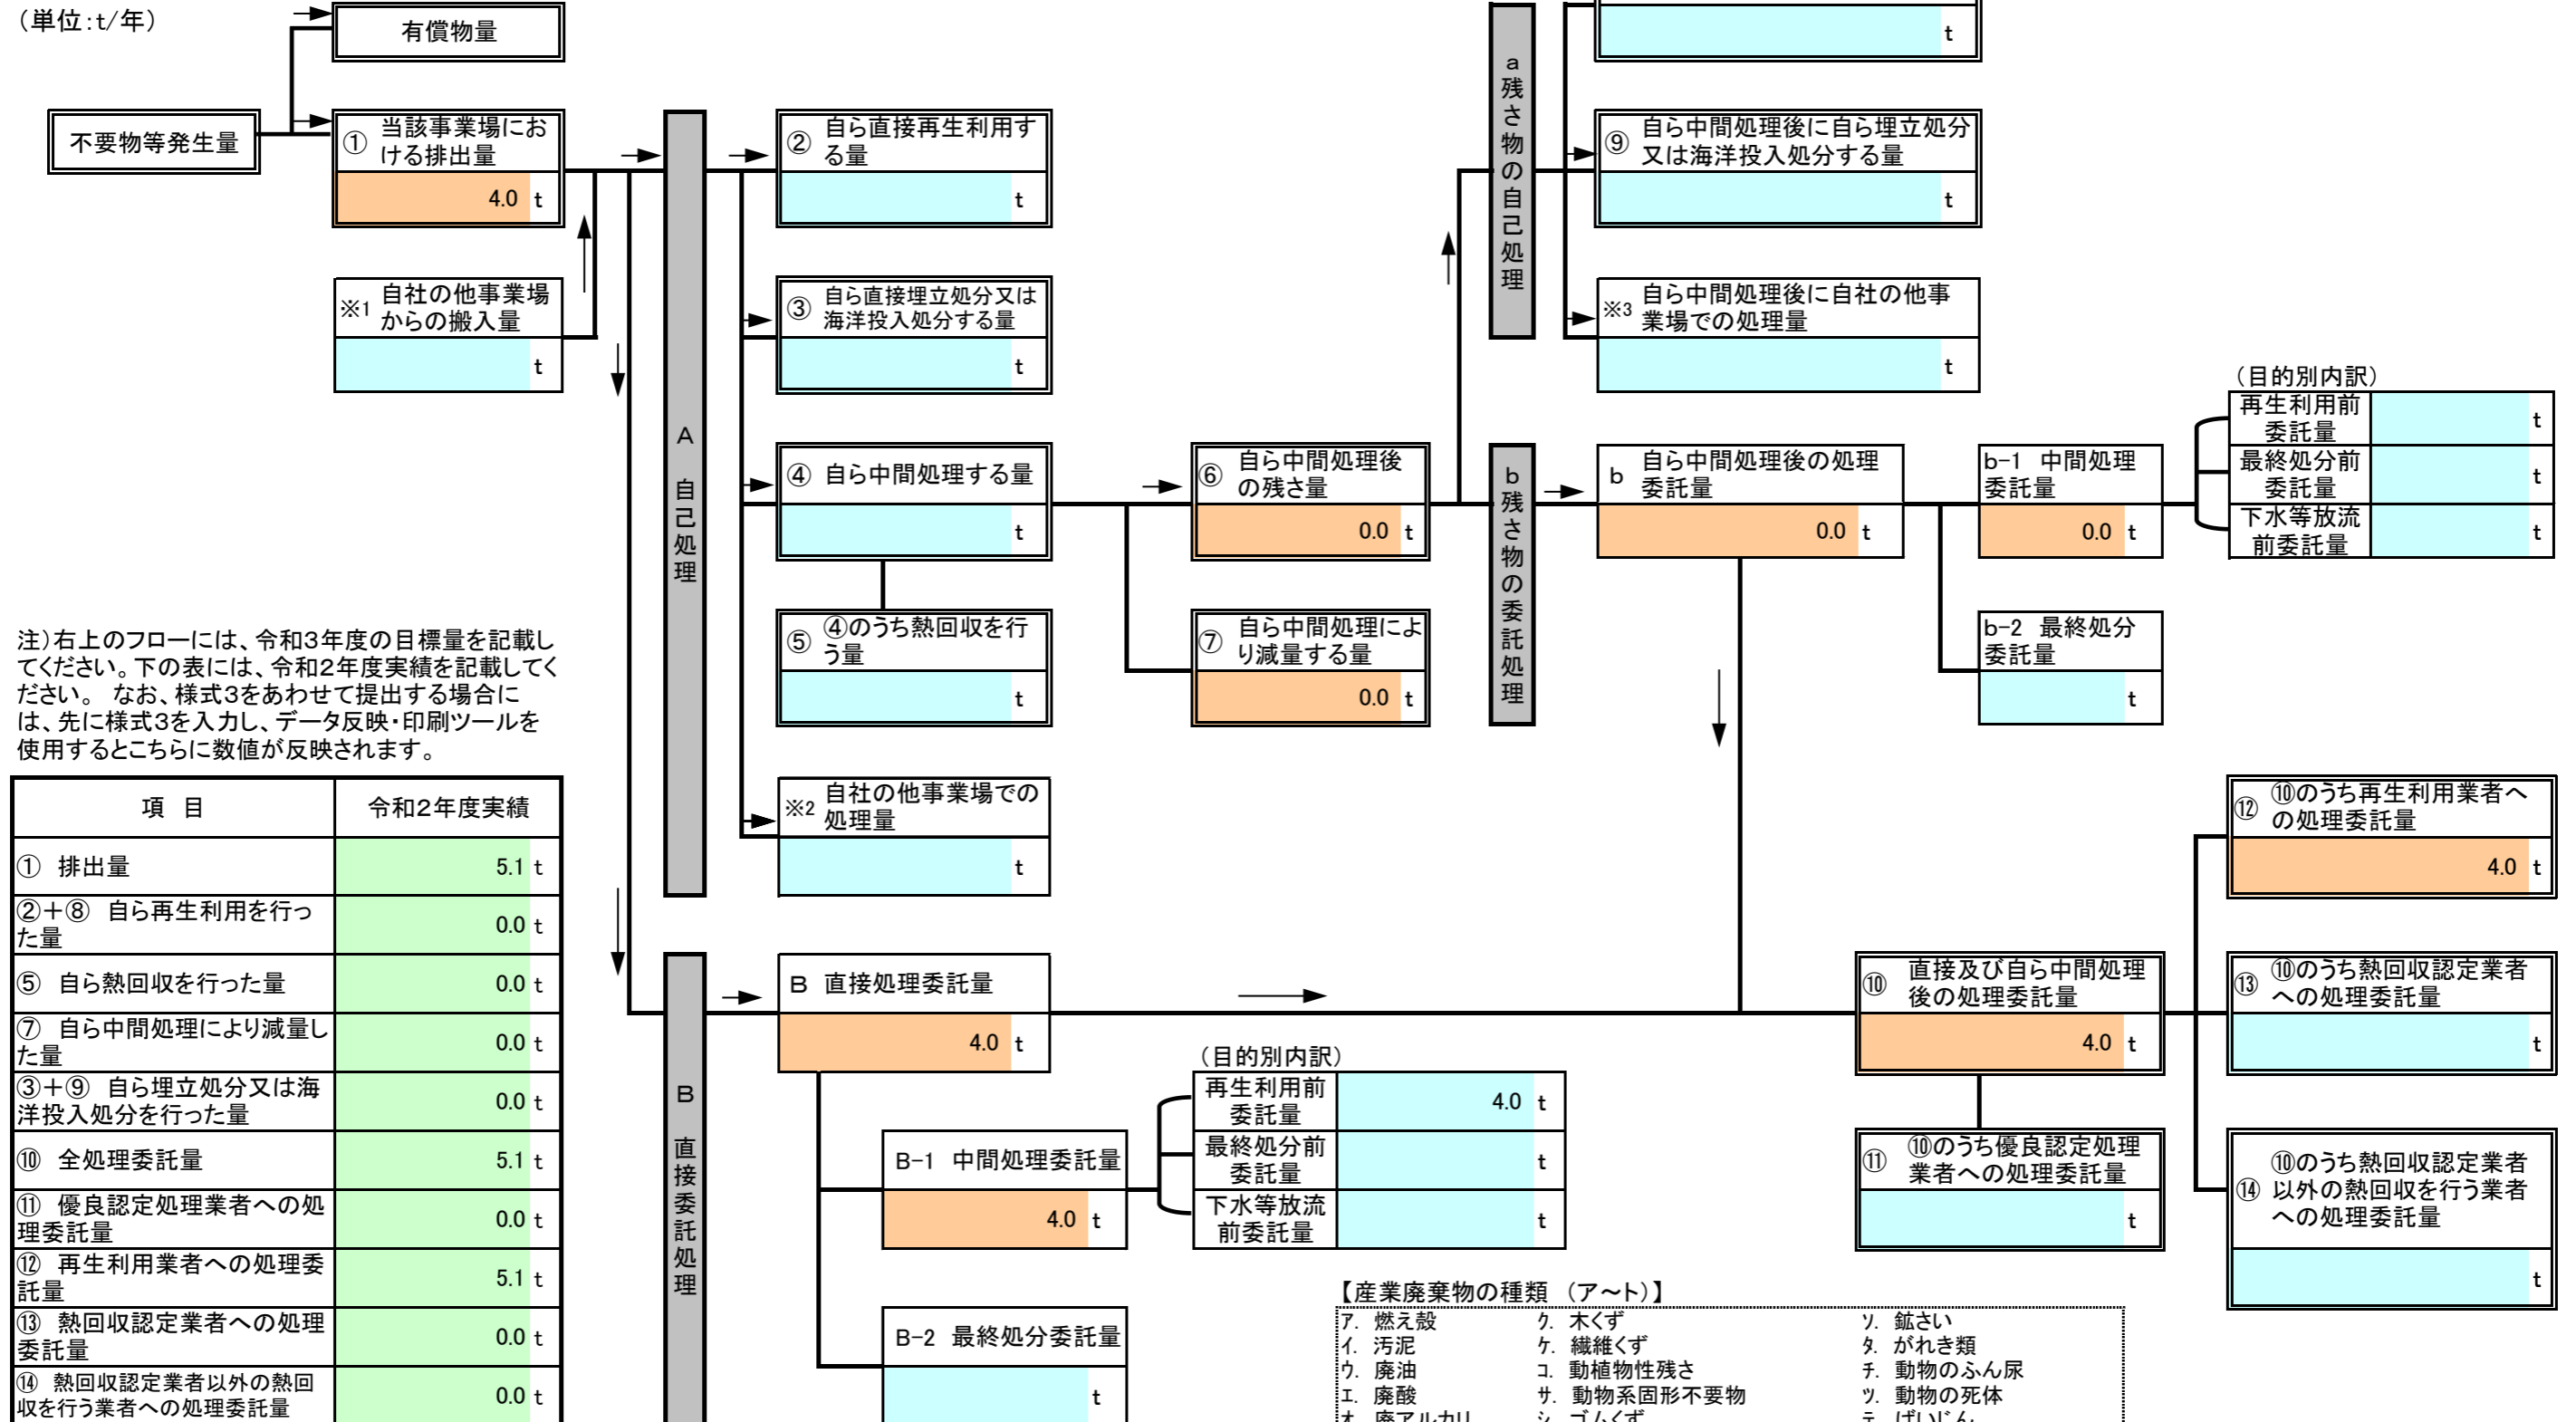 （単位：t/年）
有償物量
不要物等発生量
① 当該事業場にお
ける排出量
4.0 t
※1 自社の他事業場
からの搬入量
t
A 自己処理
② 自ら直接再生利用す
る量
t
③ 自ら直接埋立処分又は
海洋投入処分する量
t
④ 自ら中間処理する量
t
⑤ ④のうち熱回収を行
う量
t
※2 自社の他事業場での
処理量
t
⑥ 自ら中間処理後
の残さ量
0.0 t
⑦ 自ら中間処理によ
り減量する量
0.0 t
a 残さ物の自己処理
t
⑨ 自ら中間処理後に自ら埋立処分
又は海洋投入処分する量
t
※3 自ら中間処理後に自社の他事
業場での処理量
t
b 残さ物の委託処理
b 自ら中間処理後の処理
委託量
0.0 t
b-1 中間処理
委託量
0.0 t
（目的別内訳）
再生利用前
委託量
t
最終処分前
委託量
t
下水等放流
前委託量
t
b-2 最終処分
委託量
t
注）右上のフローには、令和３年度の目標量を記載し
てください。下の表には、令和２年度実績を記載してく
ださい。 なお、様式３をあわせて提出する場合に
は、先に様式３を入力し、データ反映・印刷ツールを
使用するとこちらに数値が反映されます。
項 目 令和２年度実績
① 排出量 5.1 t
②＋⑧ 自ら再生利用を行っ
た量 0.0 t
⑤ 自ら熱回収を行った量 0.0 t
⑦ 自ら中間処理により減量し
た量 0.0 t
③＋⑨ 自ら埋立処分又は海
洋投入処分を行った量 0.0 t
⑩ 全処理委託量 5.1 t
⑪ 優良認定処理業者への処
理委託量 0.0 t
⑫ 再生利用業者への処理委
託量 5.1 t
⑬ 熱回収認定業者への処理
委託量 0.0 t
⑭ 熱回収認定業者以外の熱回
収を行う業者への処理委託量 0.0 t
B 直接委託処理
B 直接処理委託量
4.0 t
B-1 中間処理委託量
4.0 t
（目的別内訳）
再生利用前
委託量
4.0 t
最終処分前
委託量
t
下水等放流
前委託量
t
B-2 最終処分委託量
t
⑩ 直接及び自ら中間処理
後の処理委託量
4.0 t
⑪ ⑩のうち優良認定処理
業者への処理委託量
t
⑫ ⑩のうち再生利用業者へ
の処理委託量
4.0 t
⑬ ⑩のうち熱回収認定業者
への処理委託量
t
⑭ ⑩のうち熱回収認定業者
以外の熱回収を行う業者
への処理委託量
t
【産業廃棄物の種類 （ア～ト）】
ア. 燃え殻 ク. 木くず ソ. 鉱さい
イ. 汚泥 ケ. 繊維くず タ. がれき類
ウ. 廃油 コ. 動植物性残さ チ. 動物のふん尿
エ. 廃酸 サ. 動物系固形不要物 ツ. 動物の死体
オ. 廃アルカリ シ. ゴムくず テ. ばいじん